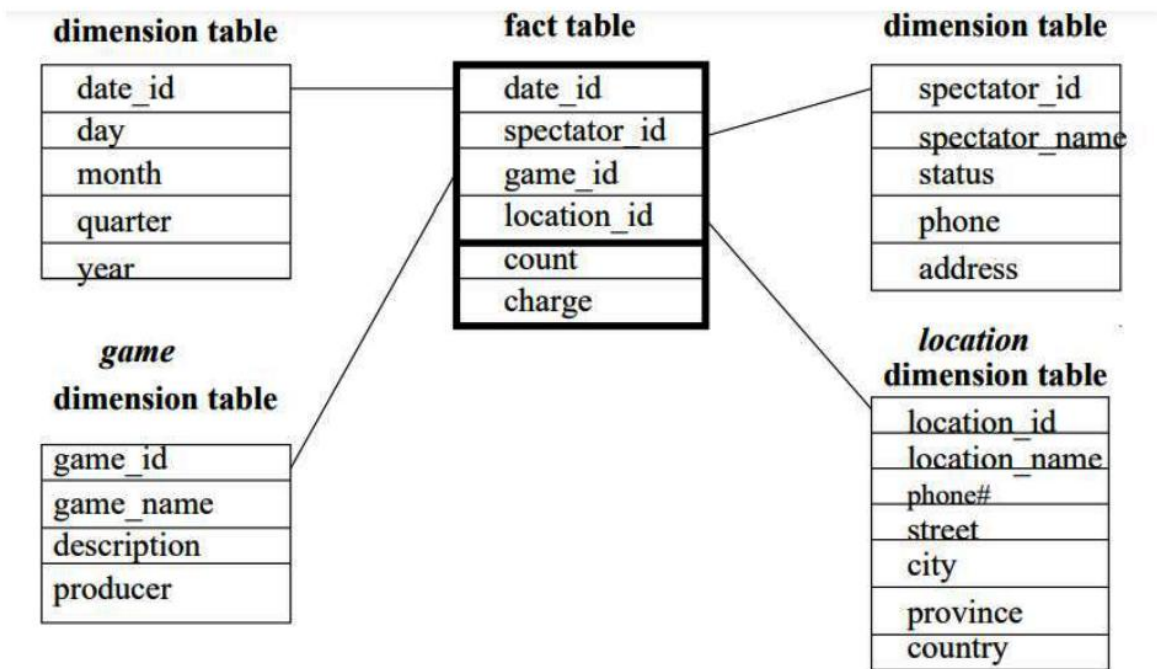 dimension table
date_id
day
month
quarter
year
fact table
date_id
spectator_id
game_id
location_id
count
charge
dimension table
spectator_id
spectator_name
status
phone
address
game
dimension table
game_id
game_name
description
producer
location
dimension table
location_id
location_name
phone#
street
city
province
country